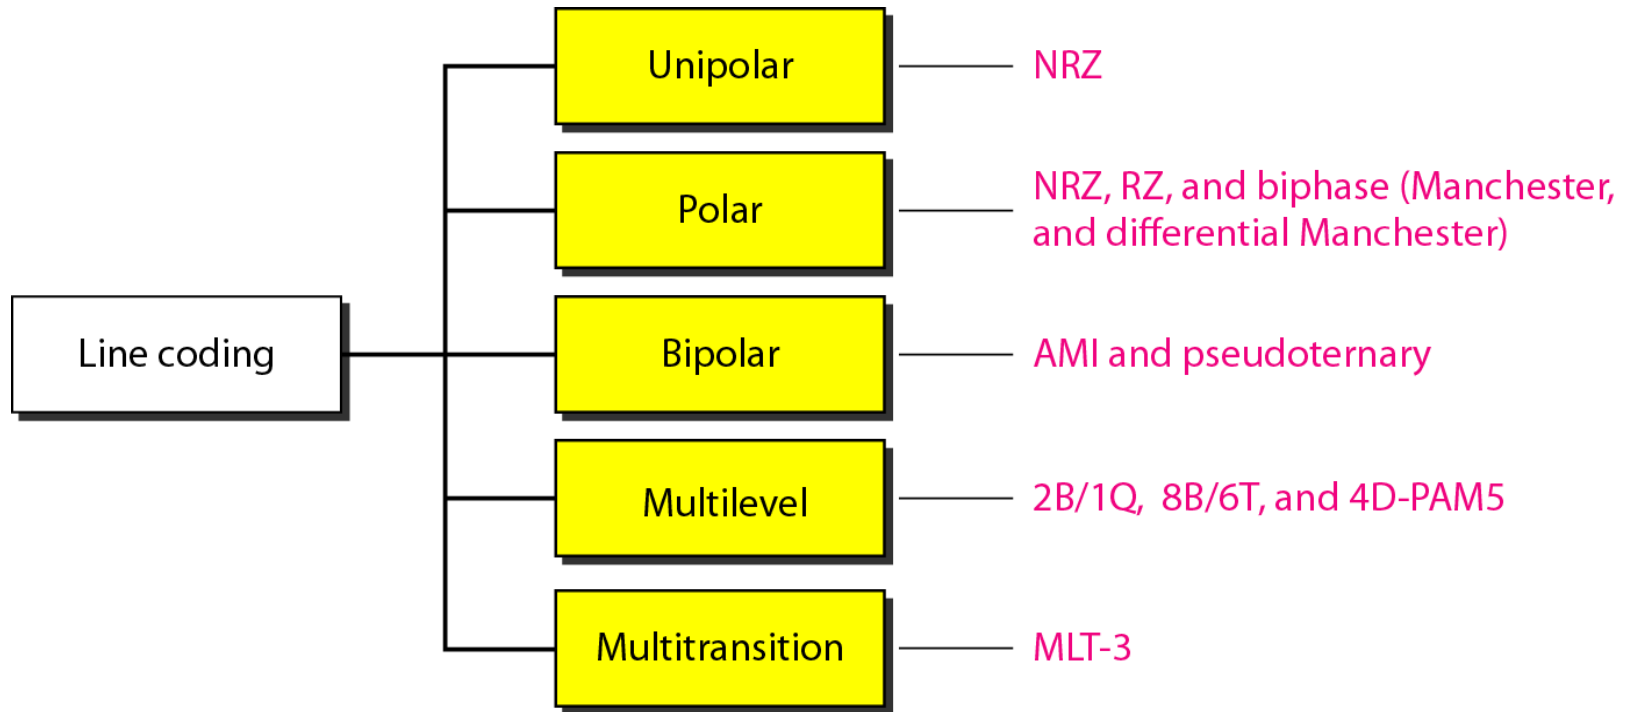 Unipolar
NRZ
Polar
NRZ, RZ, and biphase (Manchester,
and differential Manchester)
Line coding
Bipolar
AMI and pseudoternary
Multilevel
2B/1Q, 8B/6T, and 4D-PAM5
Multitransition
MLT-3